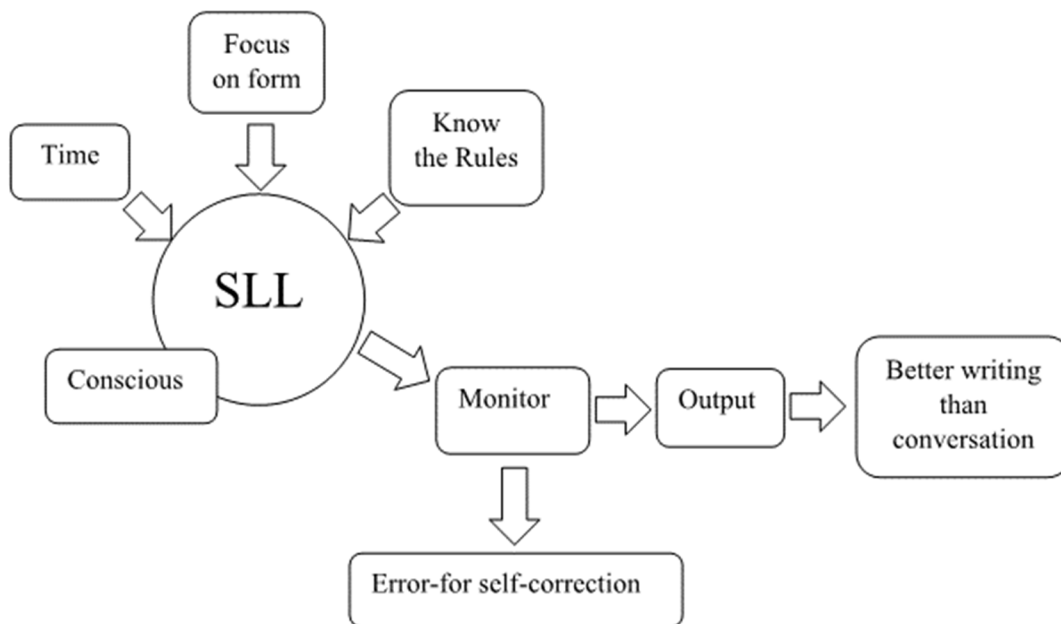 Focus
on form
Know
the Rules
Time
SLL
Conscious
Monitor
Output
Better writing
than
conversation
Error-for self-correction